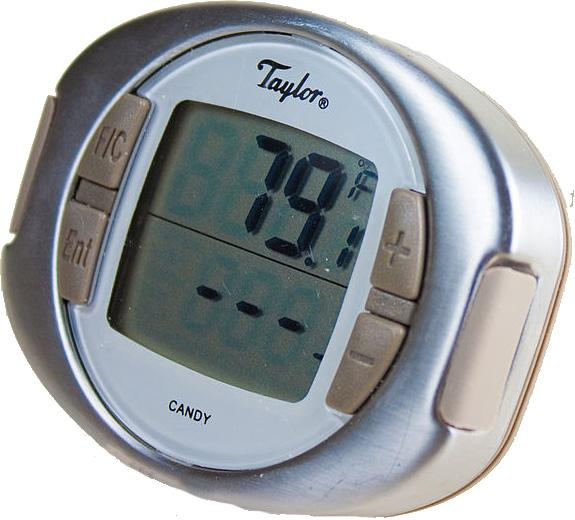 Taylor®
F/C
79.1°F
+
Ent
- - - -
–
CANDY